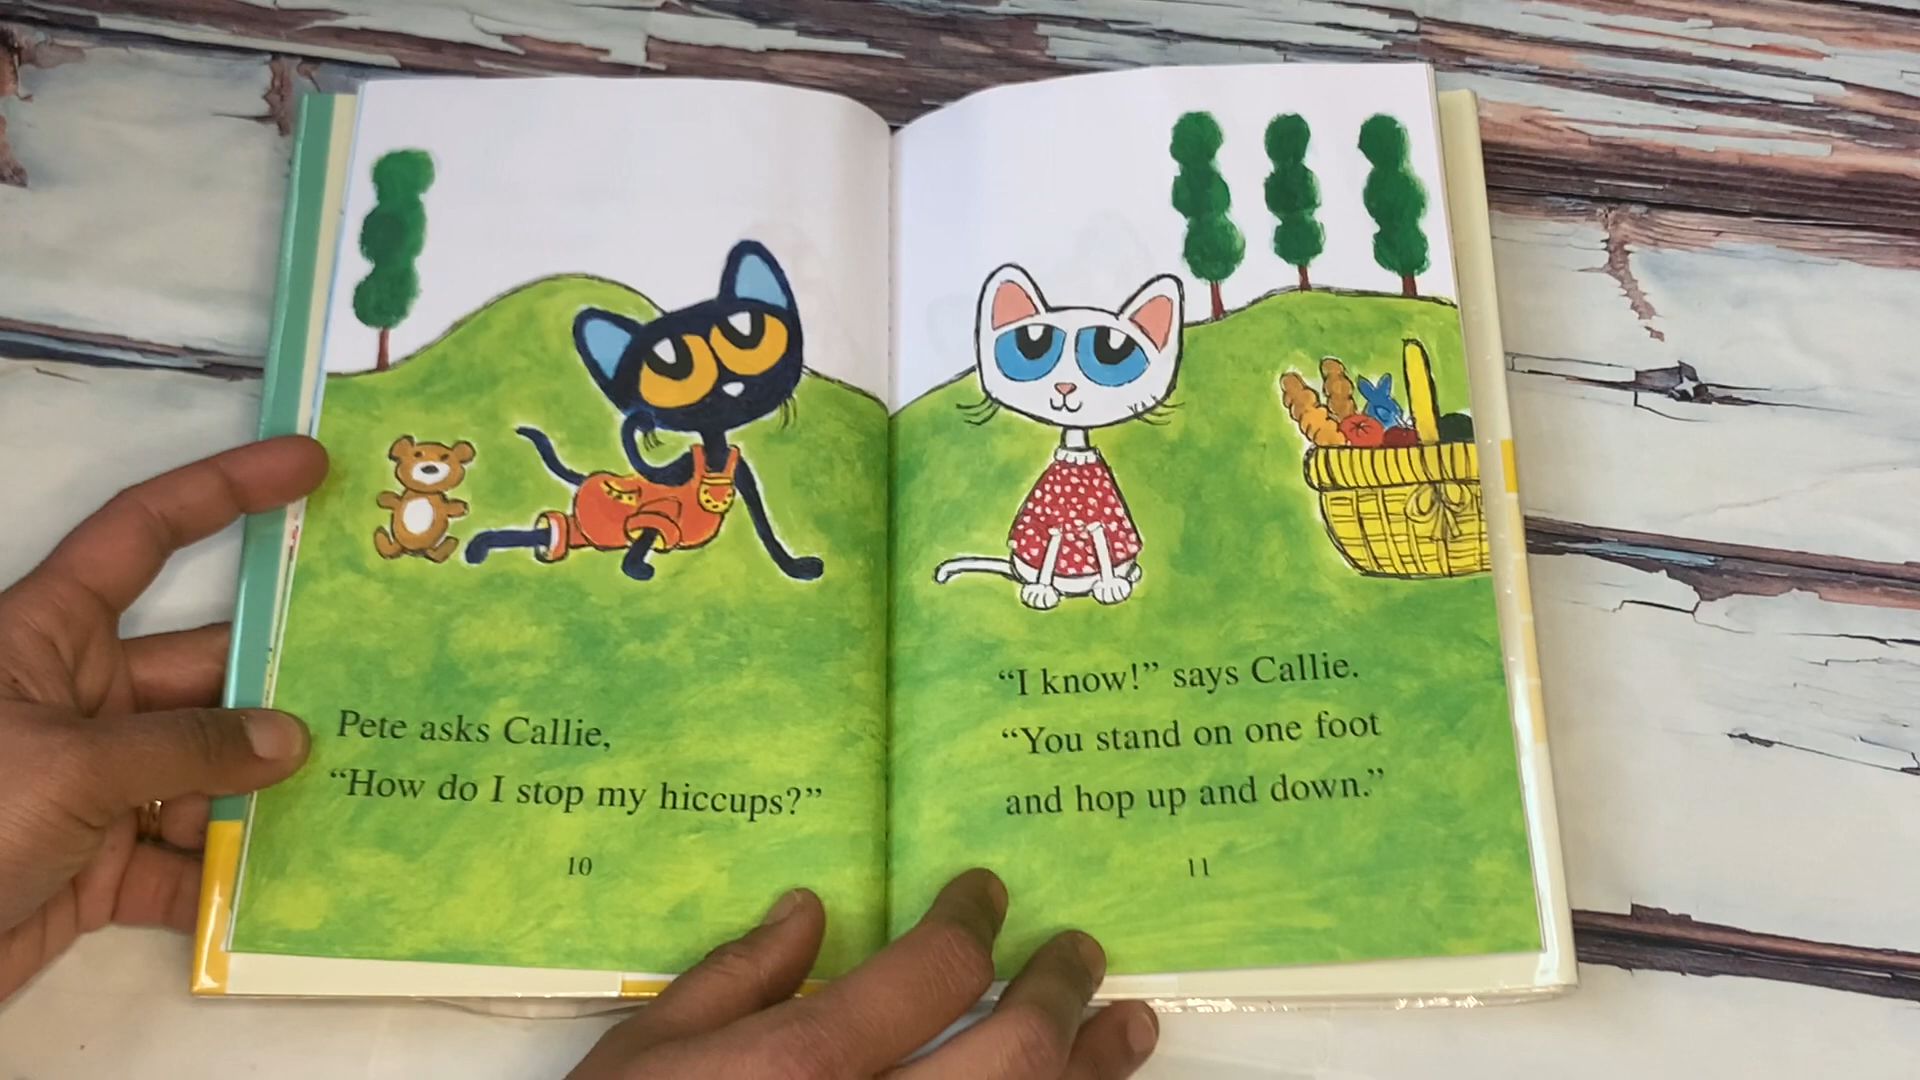 Pete asks Callie,
“How do I stop my hiccups?”
10
“I know!” says Callie.
“You stand on one foot
and hop up and down.”
11